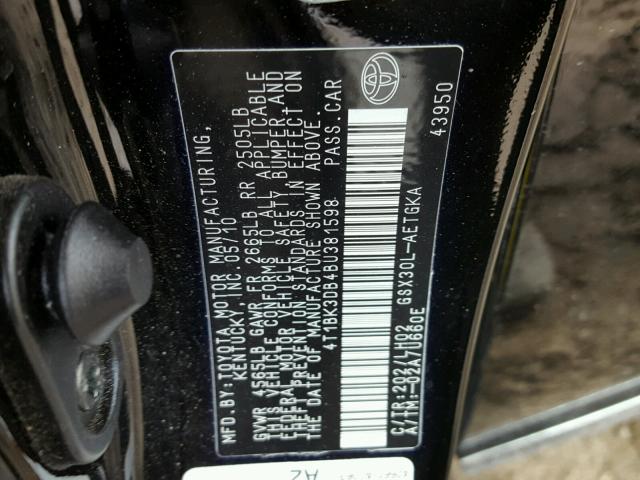 MFD.BY:TOYOTA MOTOR MANUFACTURING,
KENTUCKY, INC. 05/10
GVWR 4565LB GAWR FR 2665LB RR 2505LB
THIS VEHICLE CONFORMS TO ALL APPLICABLE
FEDERAL MOTOR VEHICLE SAFETY BUMPER AND
THEFT PREVENTION STANDARDS IN EFFECT ON
THE DATE OF MANUFACTURE SHOWN ABOVE.
4T1BK3DB4BU381598 PASS.CAR
C/TR:202/LH02 GSX30L-AETGKA 43950
A/TM:-02A/U660E
A2